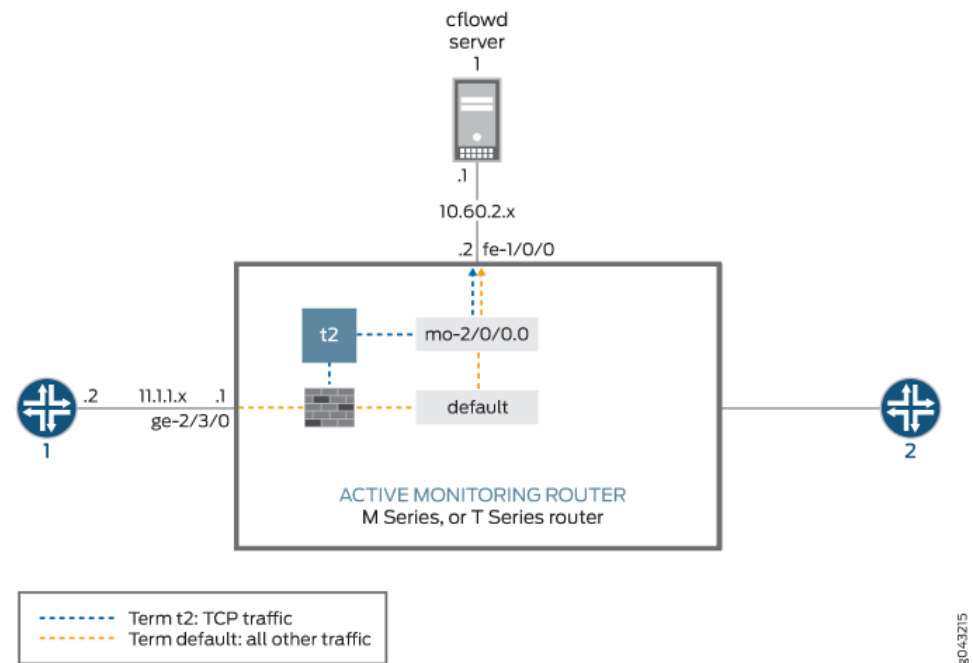 cflowd
server
1
.1
10.60.2.x
.2 fe-1/0/0
t2
mo-2/0/0.0
.2 11.1.1.x .1
ge-2/3/0
default
1
2
ACTIVE MONITORING ROUTER
M Series, or T Series router
Term t2: TCP traffic
Term default: all other traffic
g043215